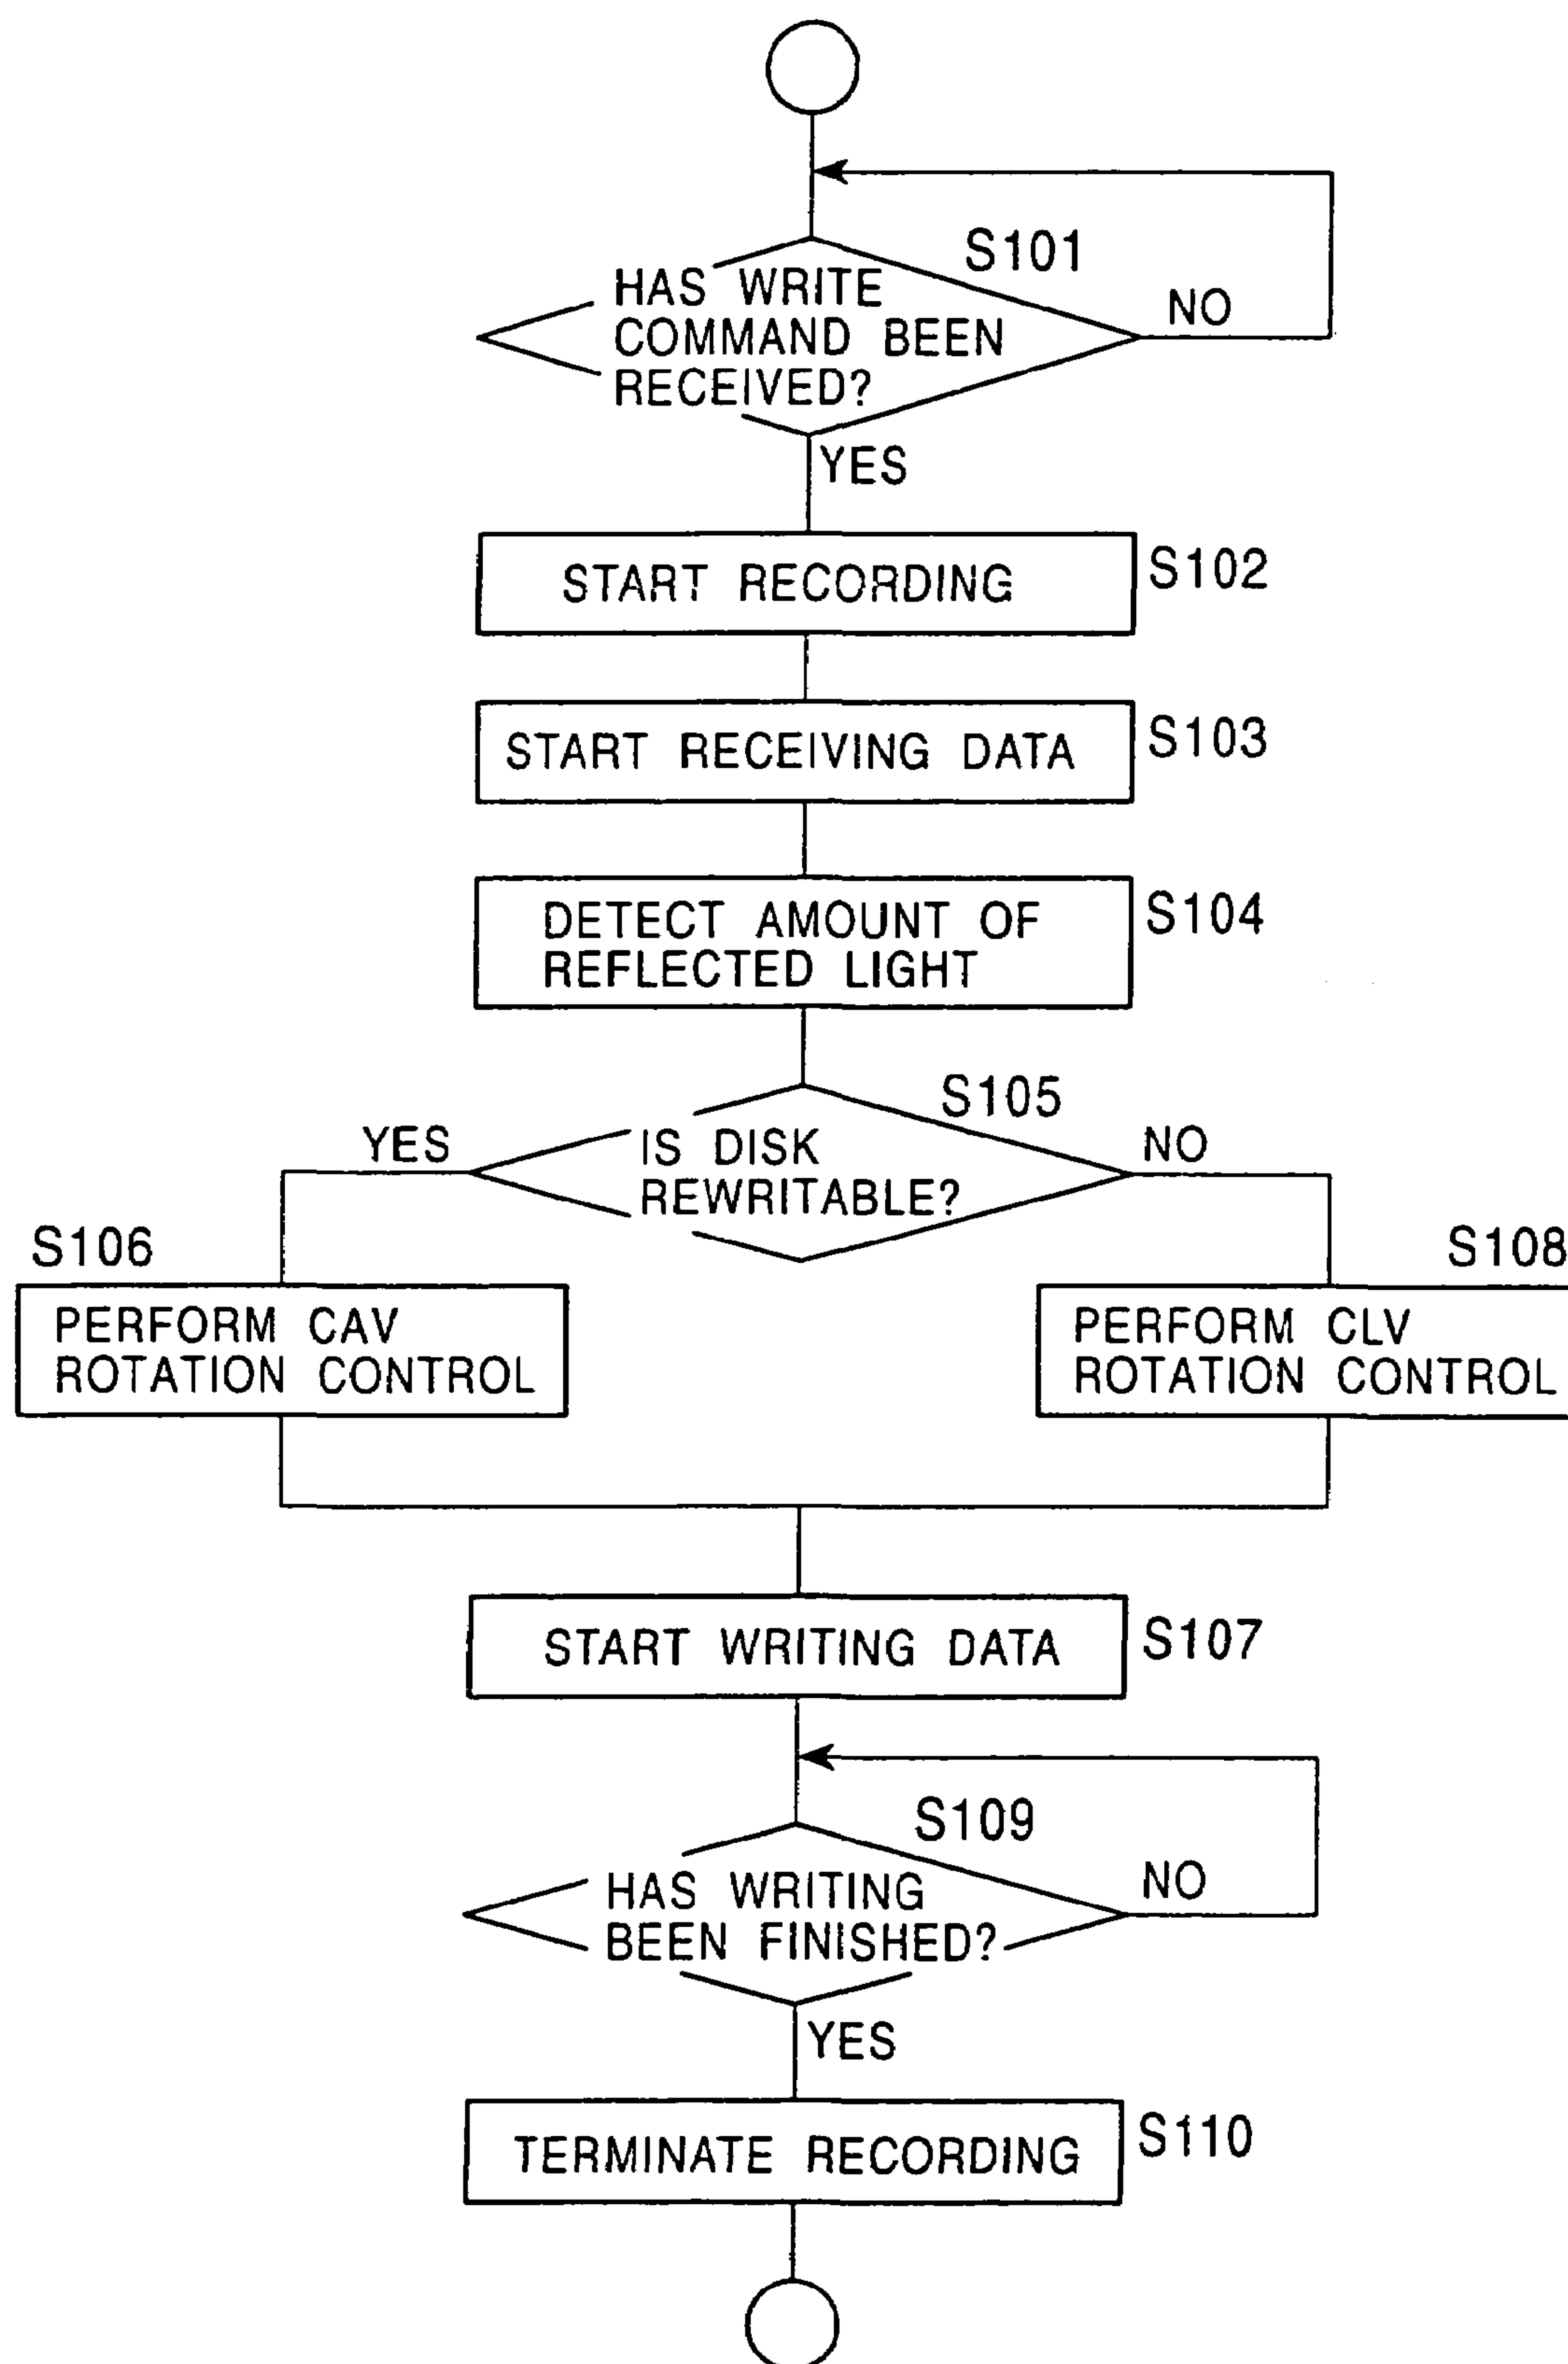 S101
HAS WRITE
COMMAND BEEN
RECEIVED?
NO
YES
START RECORDING
S102
START RECEIVING DATA
S103
DETECT AMOUNT OF
REFLECTED LIGHT
S104
S105
YES
IS DISK
REWRITABLE?
NO
S106
PERFORM CAV
ROTATION CONTROL
S108
PERFORM CLV
ROTATION CONTROL
START WRITING DATA
S107
S109
HAS WRITING
BEEN FINISHED?
NO
YES
TERMINATE RECORDING
S110